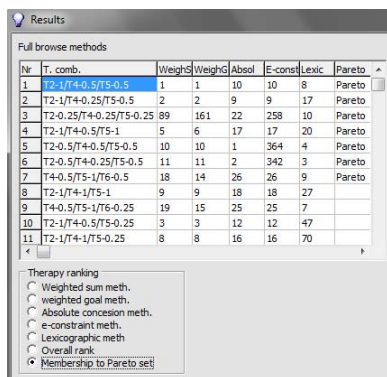 Results
Full browse methods
Nr T. comb. WeighS WeighG Absol E-const Lexic Pareto
1 T2-1/T4-0.5/T5-0.5 1 1 10 10 8 Pareto
2 T2-1/T4-0.25/T5-0.5 2 2 9 9 17 Pareto
3 T2-0.25/T4-0.25/T5-0.25 89 161 22 258 10 Pareto
4 T2-1/T4-0.5/T5-1 5 6 17 17 20 Pareto
5 T2-0.5/T4-0.5/T5-0.5 10 10 1 364 4 Pareto
6 T2-0.5/T4-0.25/T5-0.5 11 11 2 342 3 Pareto
7 T4-0.5/T5-1/T6-0.5 18 14 26 26 9 Pareto
8 T2-1/T4-1/T5-1 9 9 18 18 27
9 T4-0.5/T5-1/T6-0.25 19 15 25 25 7
10 T2-1/T4-0.5/T5-0.25 3 3 12 12 47
11 T2-1/T4-1/T5-0.25 8 8 16 16 70
Therapy ranking
Weighted sum meth.
weighted goal meth.
Absolute concesion meth.
e-constraint meth.
Lexicographic meth
Overall rank
Membership to Pareto set